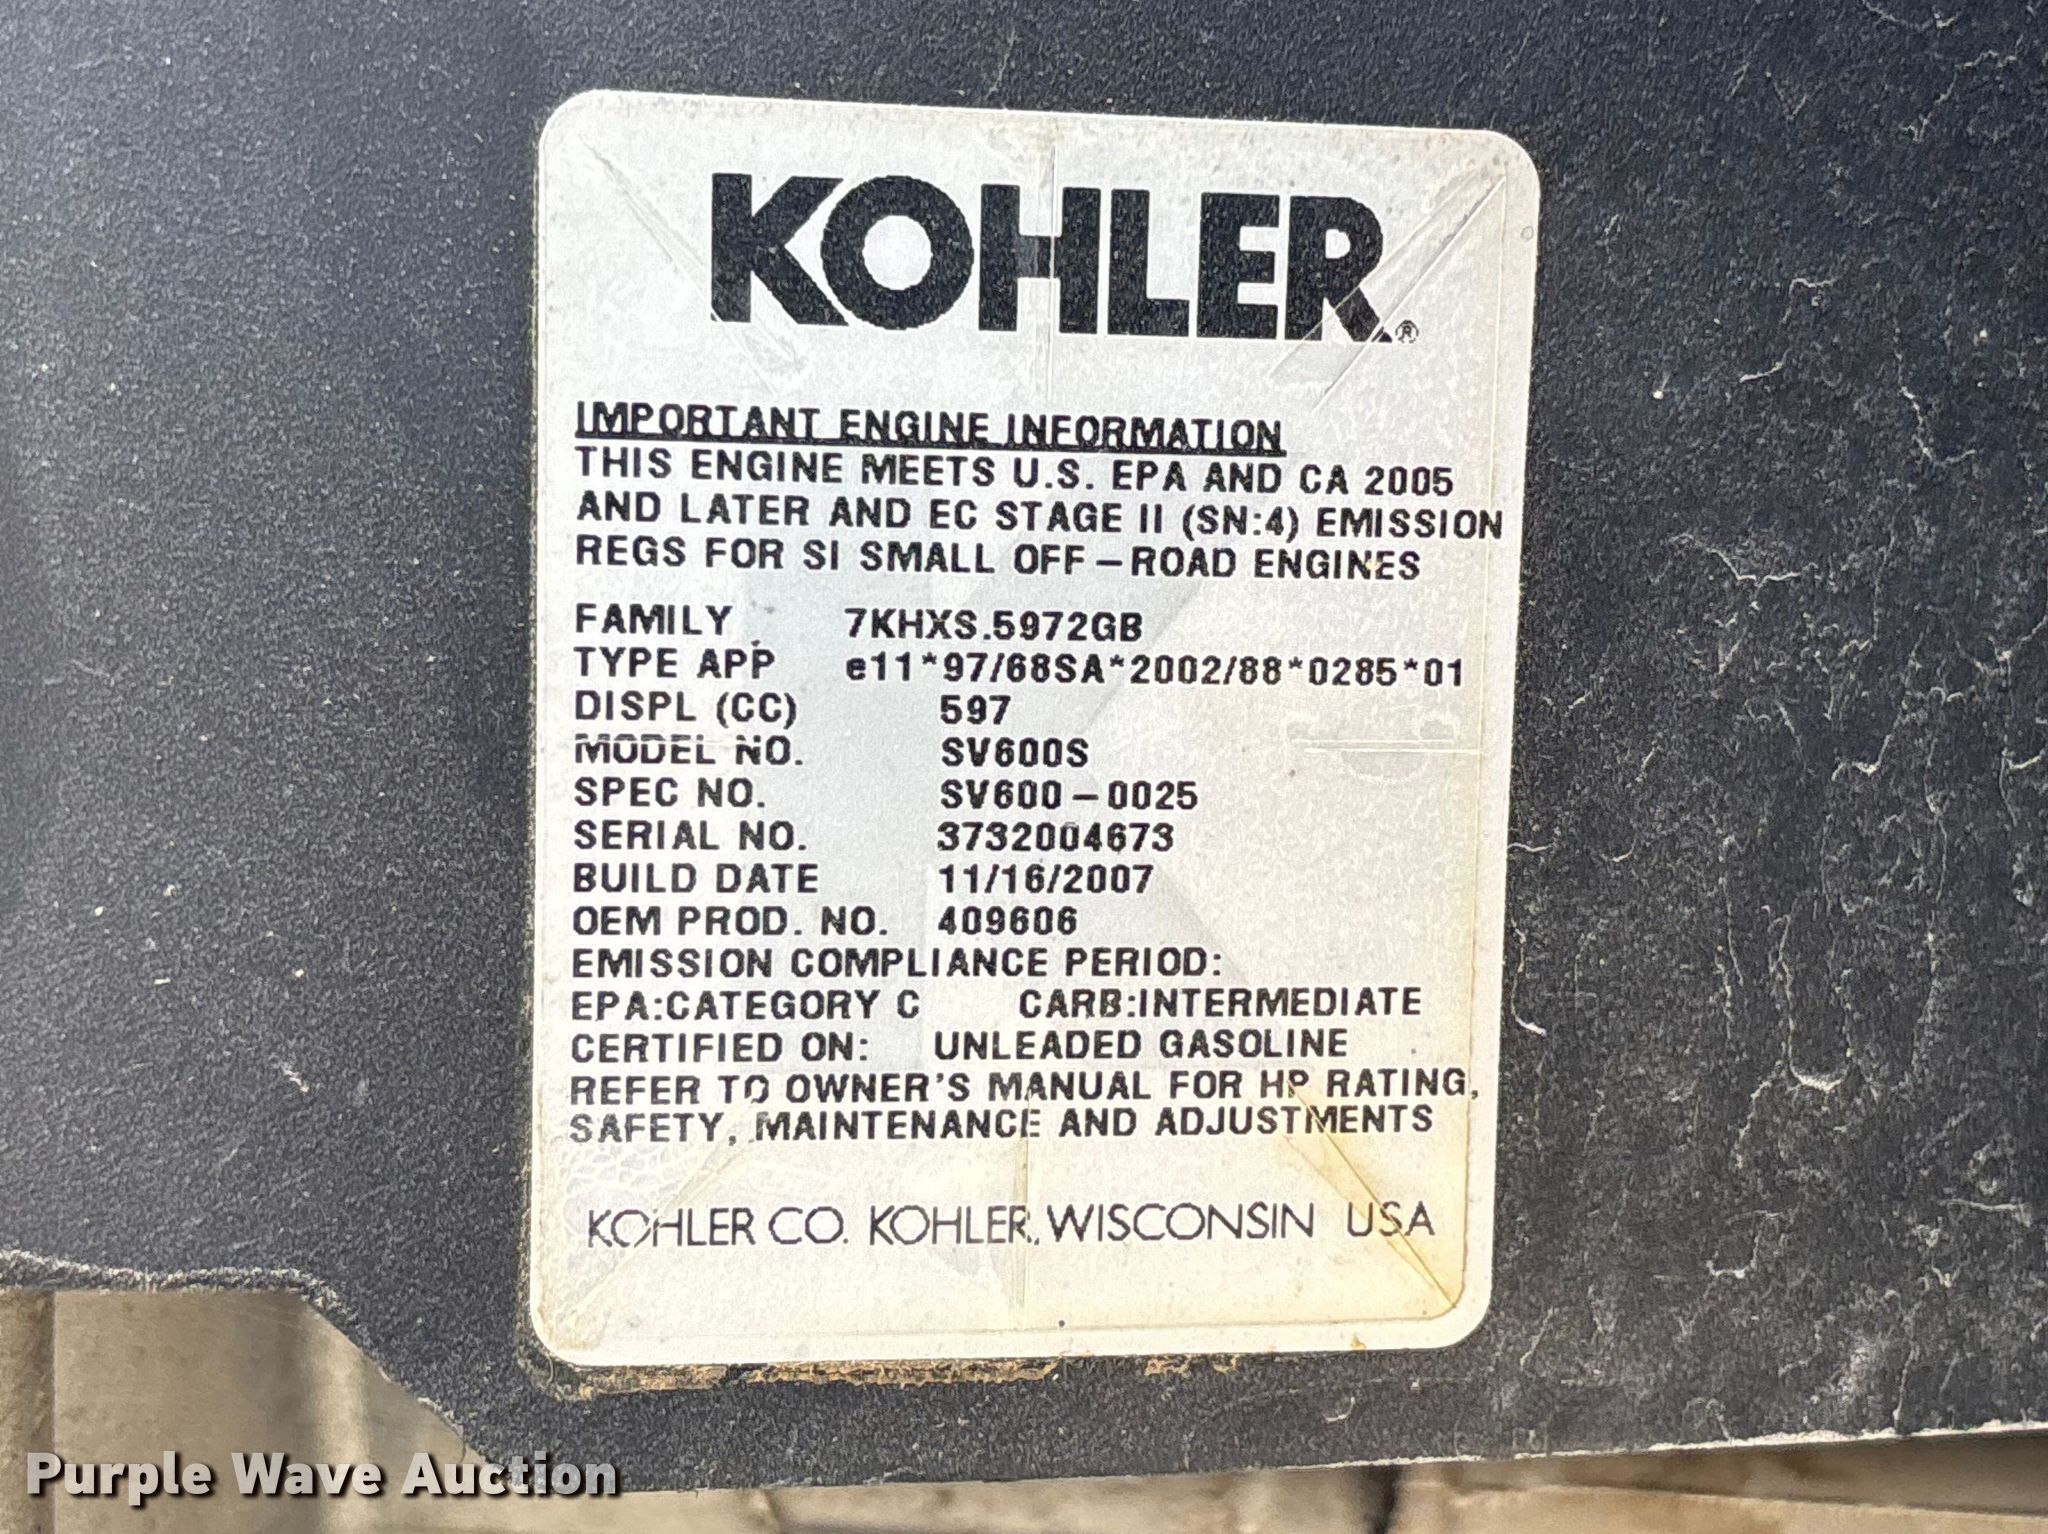 KOHLER®
IMPORTANT ENGINE INFORMATION
THIS ENGINE MEETS U.S. EPA AND CA 2005
AND LATER AND EC STAGE II (SN:4) EMISSION
REGS FOR SI SMALL OFF-ROAD ENGINES
FAMILY 7KHXS.5972GB
TYPE APP e11*97/68SA*2002/88*0285*01
DISPL (CC) 597
MODEL NO. SV600S
SPEC NO. SV600-0025
SERIAL NO. 3732004673
BUILD DATE 11/16/2007
OEM PROD. NO. 409606
EMISSION COMPLIANCE PERIOD:
EPA:CATEGORY C CARB:INTERMEDIATE
CERTIFIED ON: UNLEADED GASOLINE
REFER TO OWNER'S MANUAL FOR HP RATING,
SAFETY, MAINTENANCE AND ADJUSTMENTS
KOHLER CO. KOHLER, WISCONSIN USA
Purple Wave Auction